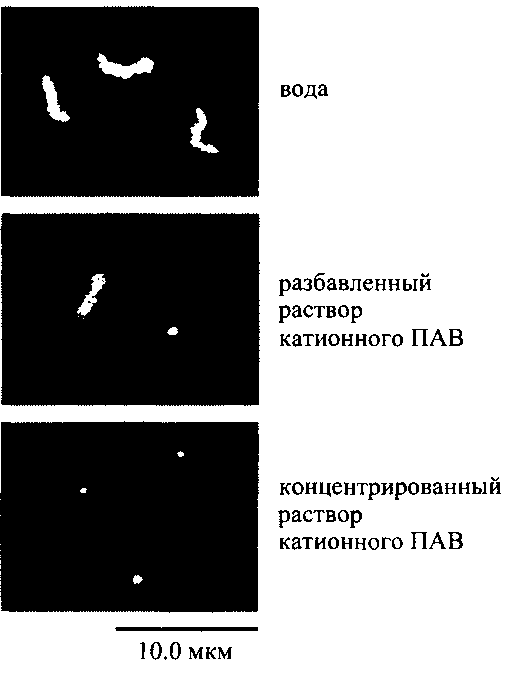 вода
разбавленный
раствор
катионного ПАВ
концентрированный
раствор
катионного ПАВ
10.0 мкм